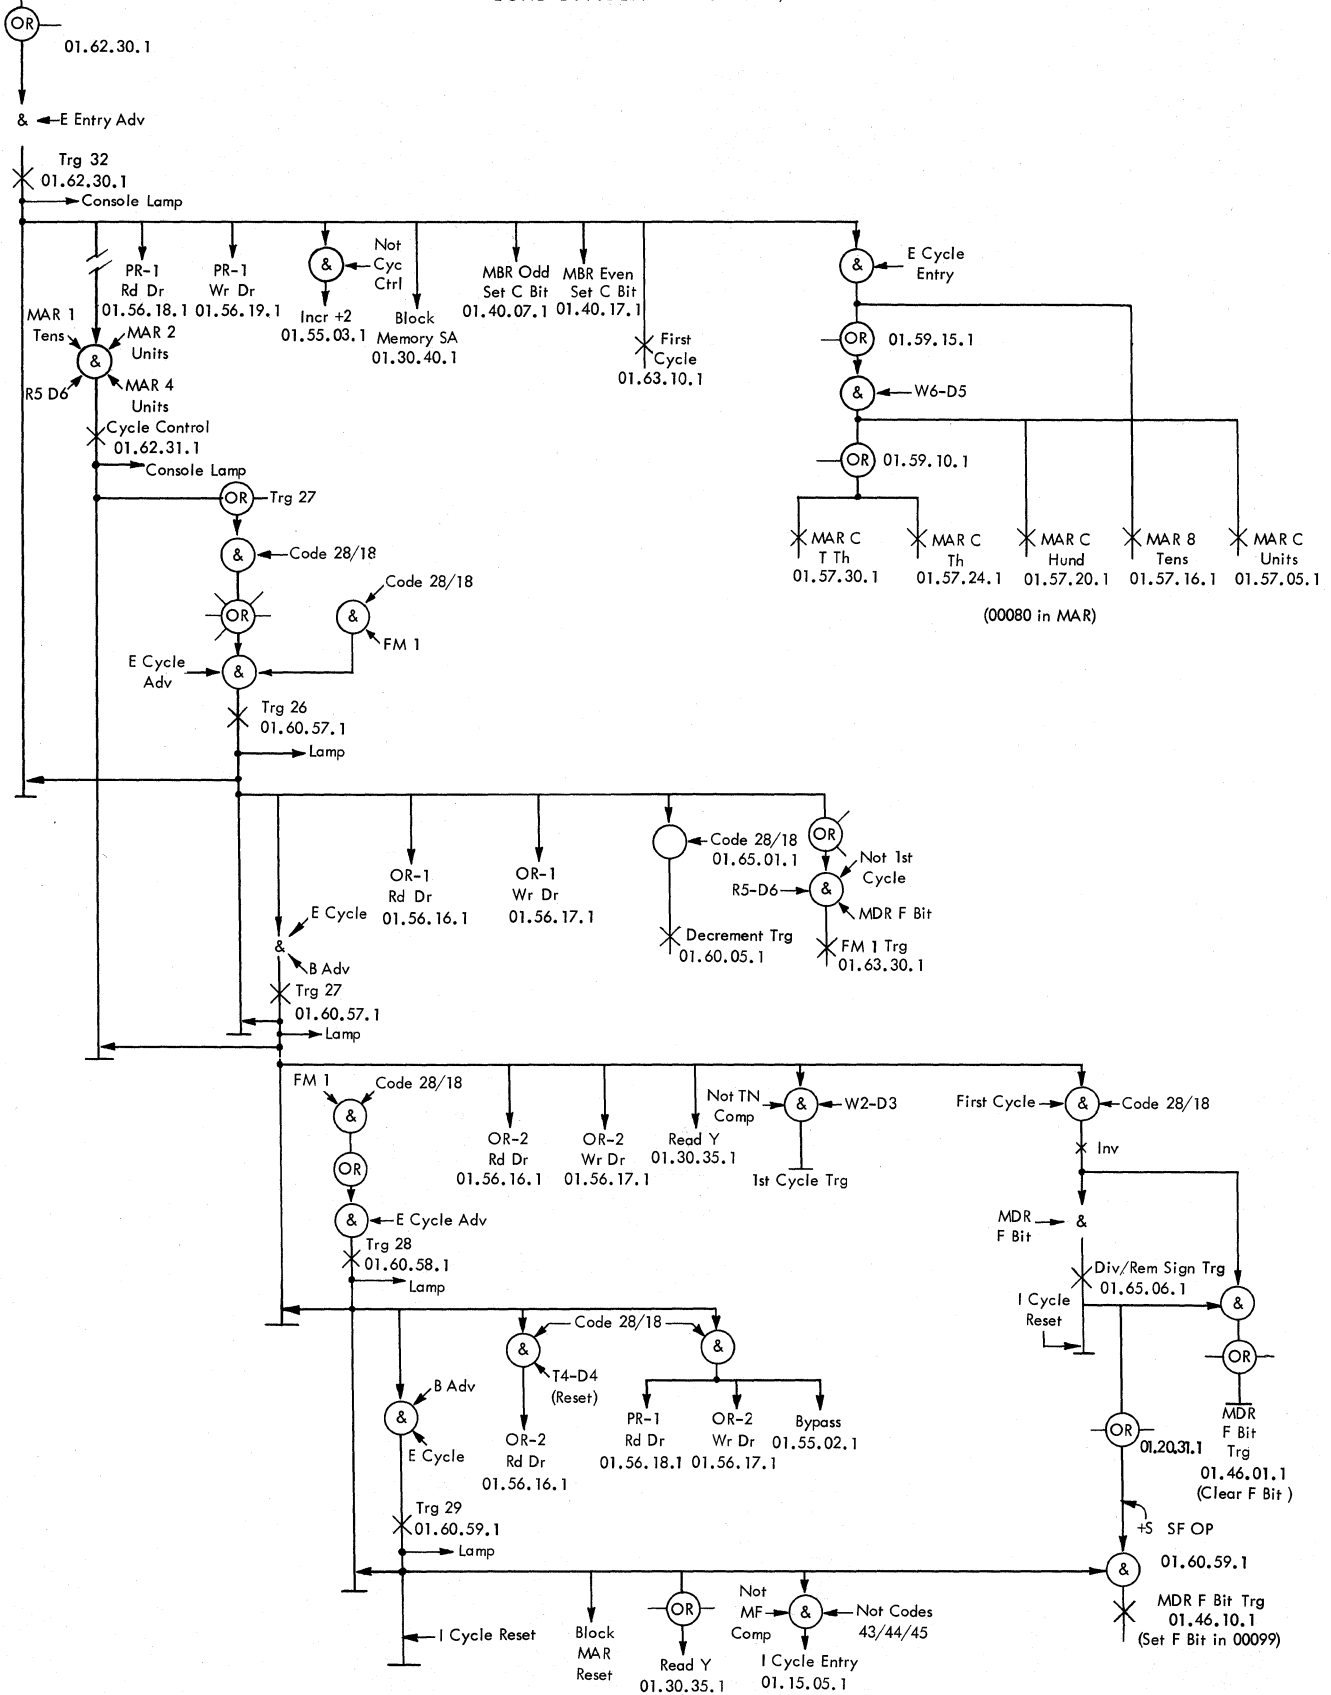 OR
01.62.30.1
& E Entry Adv
Trg 32
01.62.30.1
Console Lamp
PR-1
Rd Dr
01.56.18.1
PR-1
Wr Dr
01.56.19.1
&
Not
Cyc
Ctrl
Incr +2
01.55.03.1
Block
Memory SA
01.30.40.1
MBR Odd
Set C Bit
01.40.07.1
MBR Even
Set C Bit
01.40.17.1
First
Cycle
01.63.10.1
&
E Cycle
Entry
OR
01.59.15.1
&
W6-D5
OR
01.59.10.1
MAR C
T Th
01.57.30.1
MAR C
Th
01.57.24.1
MAR C
Hund
01.57.20.1
MAR 8
Tens
01.57.16.1
MAR C
Units
01.57.05.1
(00080 in MAR)
MAR 1
Tens
MAR 2
Units
&
R5 D6
MAR 4
Units
Cycle Control
01.62.31.1
Console Lamp
OR
Trg 27
&
Code 28/18
OR
&
Code 28/18
FM 1
E Cycle
Adv
&
Trg 26
01.60.57.1
Lamp
OR-1
Rd Dr
01.56.16.1
OR-1
Wr Dr
01.56.17.1
Code 28/18
01.65.01.1
Decrement Trg
01.60.05.1
OR
Not 1st
Cycle
R5-D6
&
MDR F Bit
FM 1 Trg
01.63.30.1
E Cycle
&
B Adv
Trg 27
01.60.57.1
Lamp
FM 1
Code 28/18
&
OR
&
E Cycle Adv
Trg 28
01.60.58.1
Lamp
OR-2
Rd Dr
01.56.16.1
OR-2
Wr Dr
01.56.17.1
Read Y
01.30.35.1
Not TN
Comp
&
W2-D3
1st Cycle Trg
First Cycle
&
Code 28/18
Inv
MDR
F Bit
&
Div/Rem Sign Trg
01.65.06.1
I Cycle
Reset
&
OR
MDR
F Bit
Trg
01.46.01.1
(Clear F Bit )
OR
01.20.31.1
+S SF OP
&
01.60.59.1
MDR F Bit Trg
01.46.10.1
(Set F Bit in 00099)
Code 28/18
&
T4-D4
(Reset)
OR-2
Rd Dr
01.56.16.1
&
PR-1
Rd Dr
01.56.18.1
OR-2
Wr Dr
01.56.17.1
Bypass
01.55.02.1
B Adv
&
E Cycle
Trg 29
01.60.59.1
Lamp
I Cycle Reset
Block
MAR
Reset
OR
Read Y
01.30.35.1
Not
MF
Comp
&
Not Codes
43/44/45
I Cycle Entry
01.15.05.1